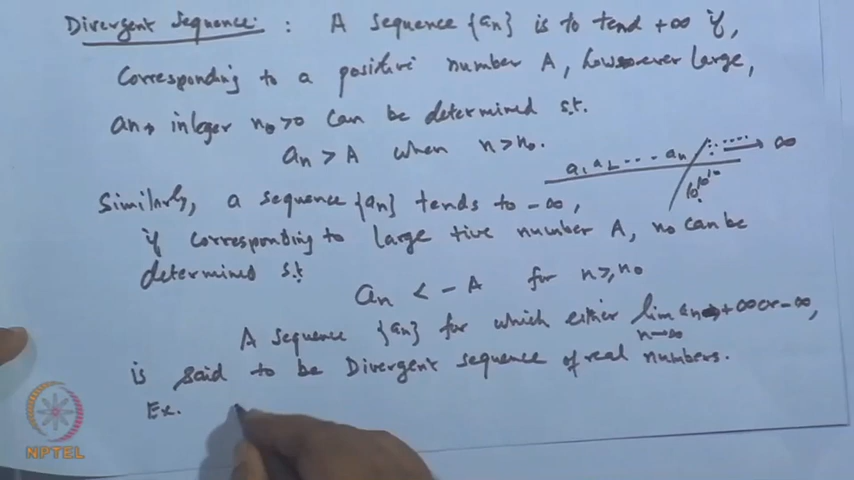 Divergent Sequence : A sequence {an} is to tend +∞ if,
Corresponding to a positive number A, however large,
an integer n0>0 can be determined s.t.
an > A when n>n0.
a1 a2 ... an ∞
10^10^10
Similarly, a sequence {an} tends to -∞,
if corresponding to large +ive number A, n0 can be
determined s.t
an < -A for n≥n0
A sequence {an} for which either lim an→+∞ or -∞,
n→∞
is said to be Divergent sequence of real numbers.
Ex.
NPTEL